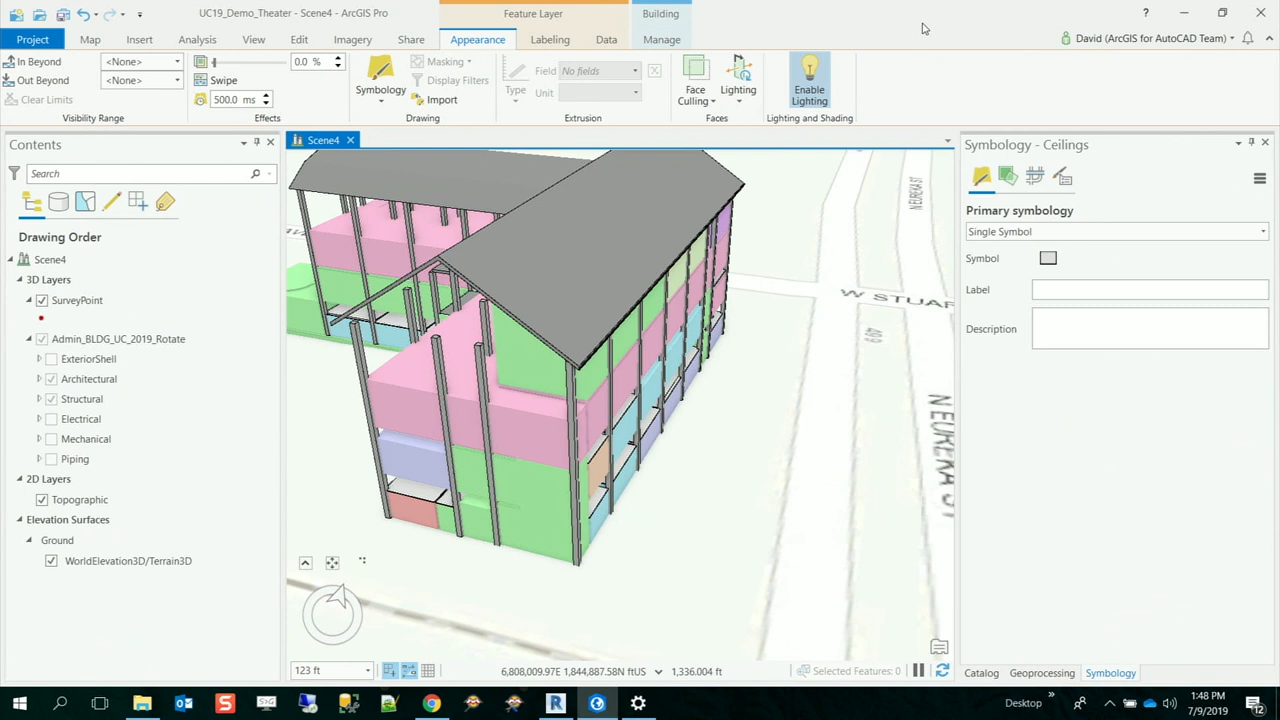 UC19_Demo_Theater - Scene4 - ArcGIS Pro
Feature Layer
Building
?
Project
Map
Insert
Analysis
View
Edit
Imagery
Share
Appearance
Labeling
Data
Manage
David (ArcGIS for AutoCAD Team)
In Beyond
<None>
Out Beyond
<None>
Clear Limits
Visibility Range
0.0 %
Swipe
500.0 ms
Effects
Symbology
Masking
Display Filters
Import
Drawing
Type
Field
No fields
Unit
Extrusion
Face Culling
Lighting
Faces
Enable Lighting
Lighting and Shading
Contents
Search
Drawing Order
Scene4
3D Layers
SurveyPoint
Admin_BLDG_UC_2019_Rotate
ExteriorShell
Architectural
Structural
Electrical
Mechanical
Piping
2D Layers
Topographic
Elevation Surfaces
Ground
WorldElevation3D/Terrain3D
Scene4
N EUREKA ST
W STUAR
N EUREKA S
123 ft
6,808,009.97E 1,844,887.58N ftUS
1,336.004 ft
Selected Features: 0
Symbology - Ceilings
Primary symbology
Single Symbol
Symbol
Label
Description
Catalog
Geoprocessing
Symbology
Desktop
1:48 PM
7/9/2019
12